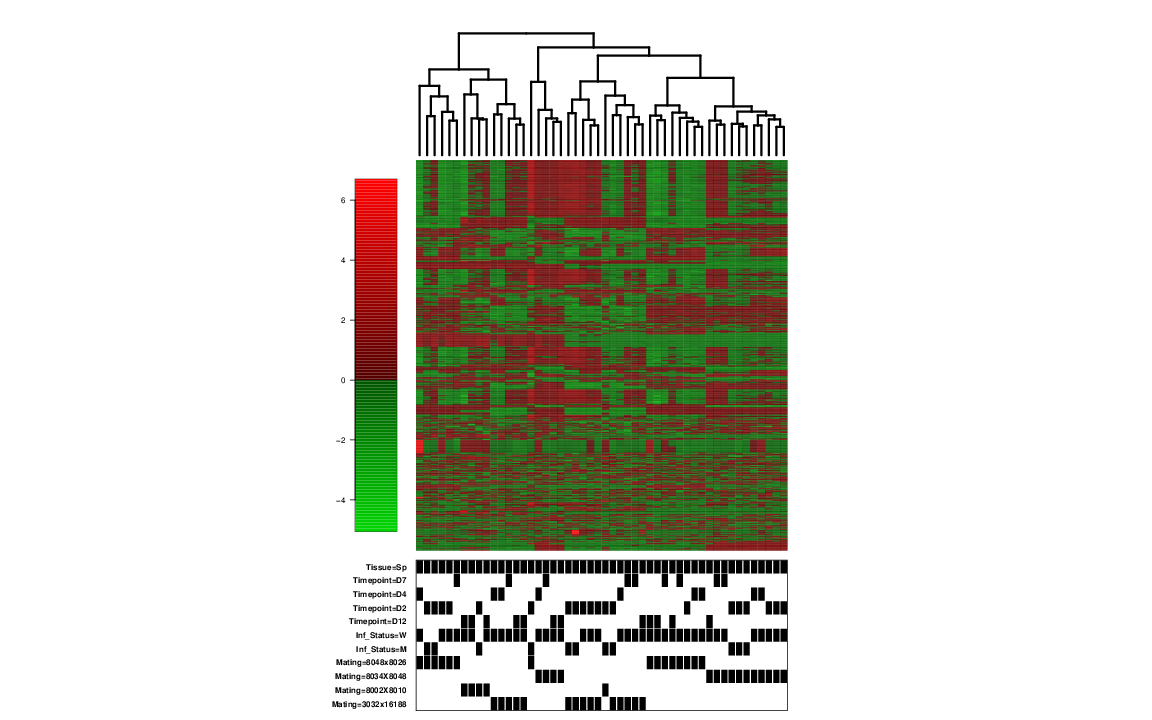 6
4
2
0
−2
−4
Tissue=Sp
Timepoint=D7
Timepoint=D4
Timepoint=D2
Timepoint=D12
Inf_Status=W
Inf_Status=M
Mating=8048x8026
Mating=8034X8048
Mating=8002X8010
Mating=3032x16188